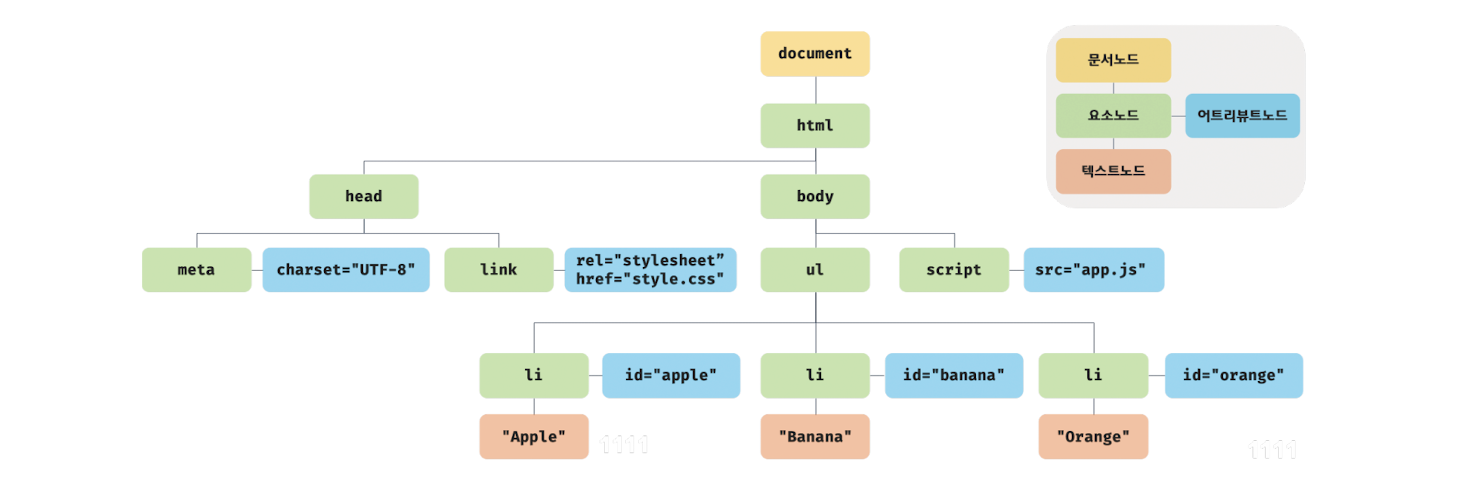 document
문서노드
요소노드
어트리뷰트노드
텍스트노드
html
head
body
meta
charset="UTF-8"
link
rel="stylesheet”
href="style.css"
ul
script
src="app.js"
li
id="apple"
li
id="banana"
li
id="orange"
"Apple"
1111
"Banana"
"Orange"
1111